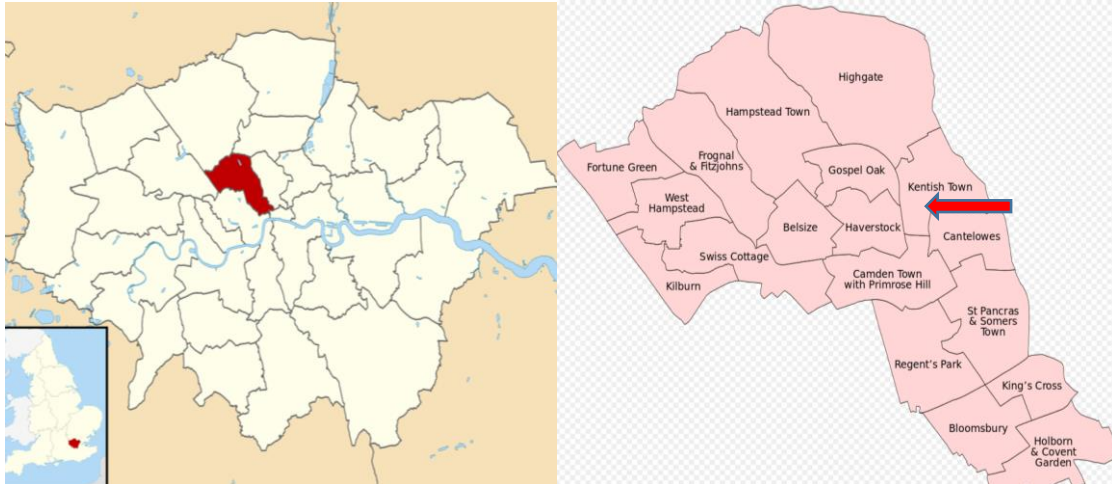 Highgate
Hampstead Town
Frognal
& Fitzjohns
Fortune Green
Gospel Oak
Kentish Town
West
Hampstead
Belsize
Haverstock
Cantelowes
Swiss Cottage
Kilburn
Camden Town
with Primrose Hill
St Pancras
& Somers
Town
Regent's Park
King's Cross
Bloomsbury
Holborn
& Covent
Garden